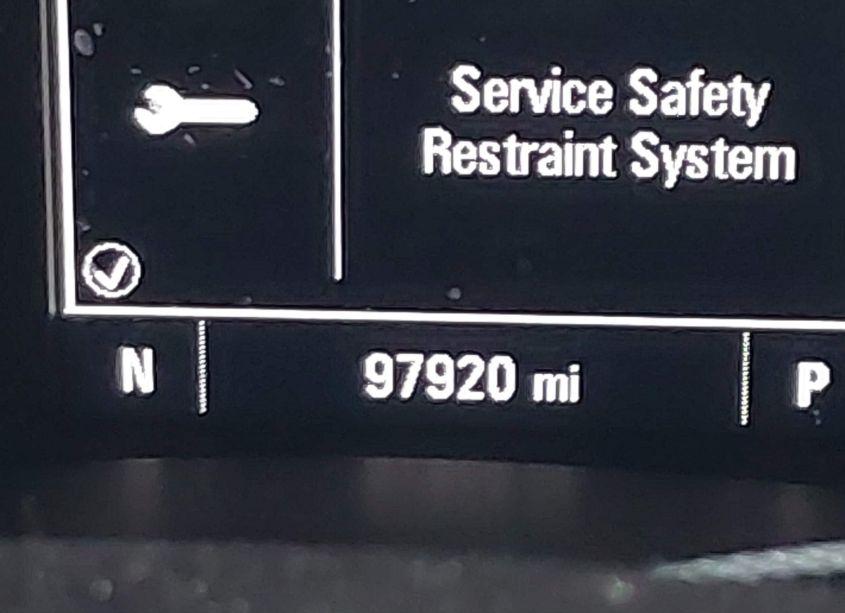 Service Safety
Restraint System
N 97920 mi P